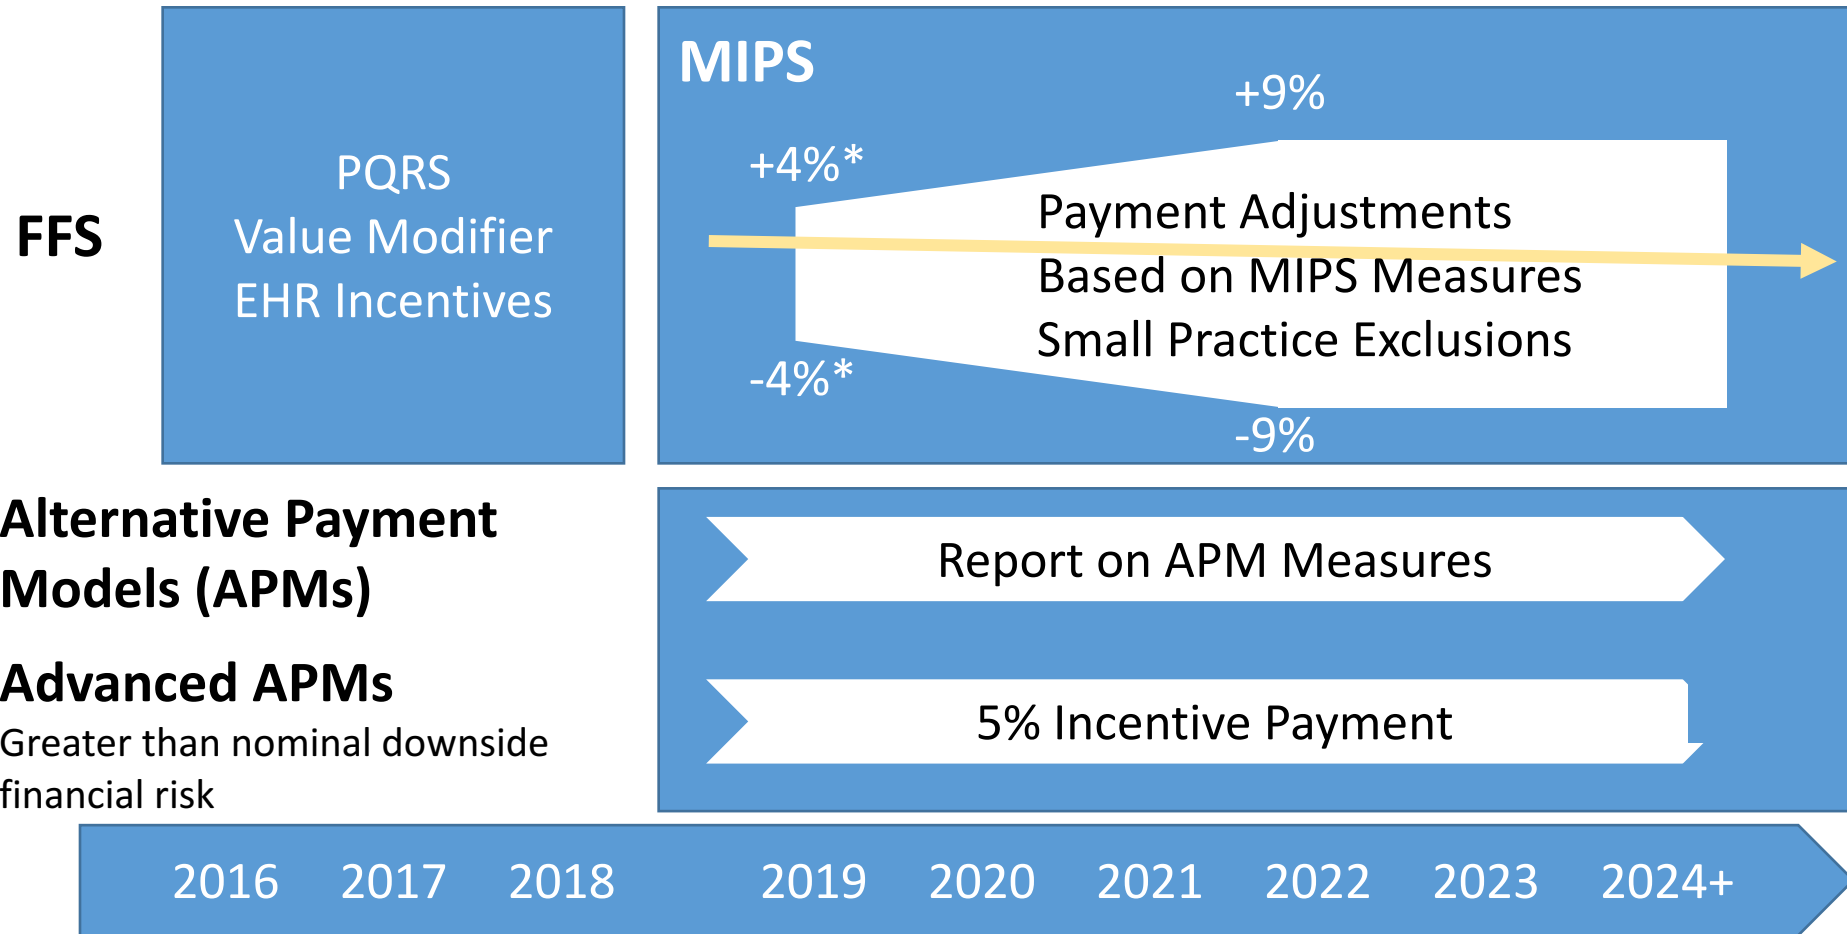 FFS
PQRS
Value Modifier
EHR Incentives
MIPS
+9%
+4%*
Payment Adjustments
Based on MIPS Measures
Small Practice Exclusions
-4%*
-9%
Alternative Payment
Models (APMs)
Report on APM Measures
Advanced APMs
Greater than nominal downside
financial risk
5% Incentive Payment
2016 2017 2018 2019 2020 2021 2022 2023 2024+